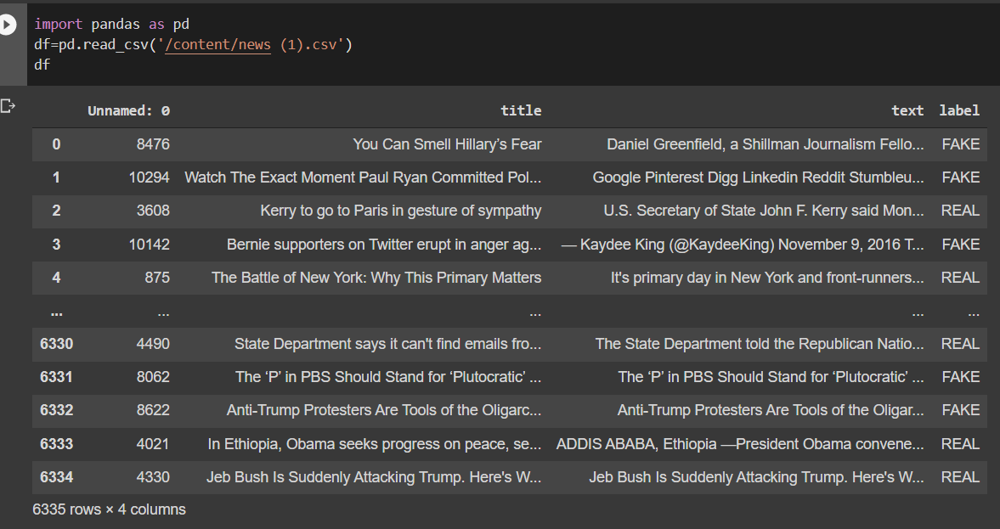 import pandas as pd
df=pd.read_csv('/content/news (1).csv')
df
Unnamed: 0 title text label
0 8476 You Can Smell Hillary’s Fear Daniel Greenfield, a Shillman Journalism Fello... FAKE
1 10294 Watch The Exact Moment Paul Ryan Committed Pol... Google Pinterest Digg Linkedin Reddit Stumbleu... FAKE
2 3608 Kerry to go to Paris in gesture of sympathy U.S. Secretary of State John F. Kerry said Mon... REAL
3 10142 Bernie supporters on Twitter erupt in anger ag... — Kaydee King (@KaydeeKing) November 9, 2016 T... FAKE
4 875 The Battle of New York: Why This Primary Matters It's primary day in New York and front-runners... REAL
... ... ... ... ...
6330 4490 State Department says it can't find emails fro... The State Department told the Republican Natio... REAL
6331 8062 The ‘P’ in PBS Should Stand for ‘Plutocratic’ ... The ‘P’ in PBS Should Stand for ‘Plutocratic’ ... FAKE
6332 8622 Anti-Trump Protesters Are Tools of the Oligarc... Anti-Trump Protesters Are Tools of the Oligar... FAKE
6333 4021 In Ethiopia, Obama seeks progress on peace, se... ADDIS ABABA, Ethiopia —President Obama convene... REAL
6334 4330 Jeb Bush Is Suddenly Attacking Trump. Here's W... Jeb Bush Is Suddenly Attacking Trump. Here's W... REAL
6335 rows × 4 columns